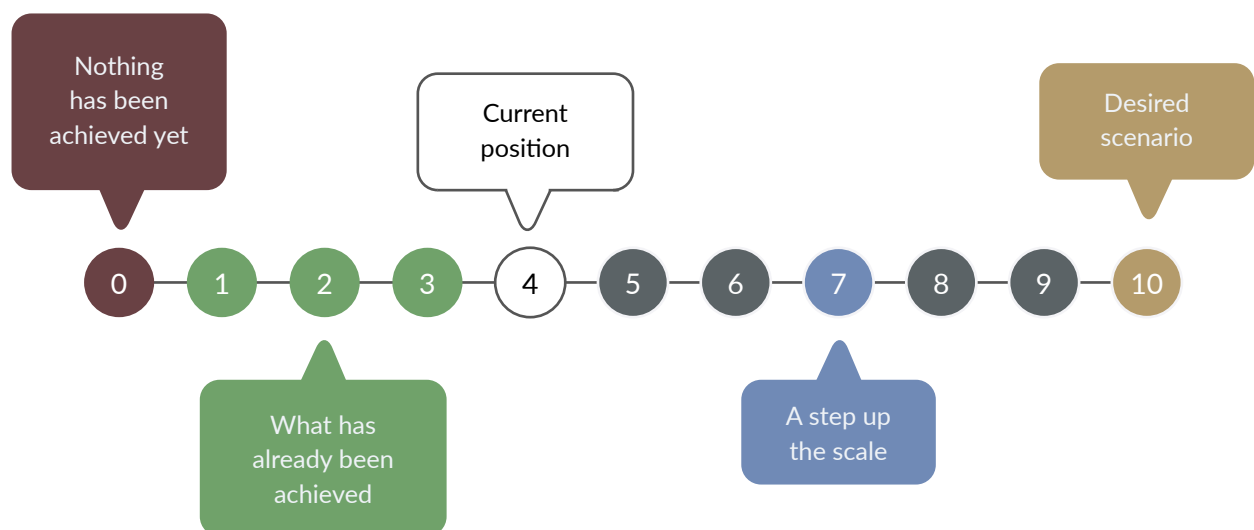 Nothing
has been
achieved yet
Current
position
Desired
scenario
0 1 2 3 4 5 6 7 8 9 10
What has
already been
achieved
A step up
the scale